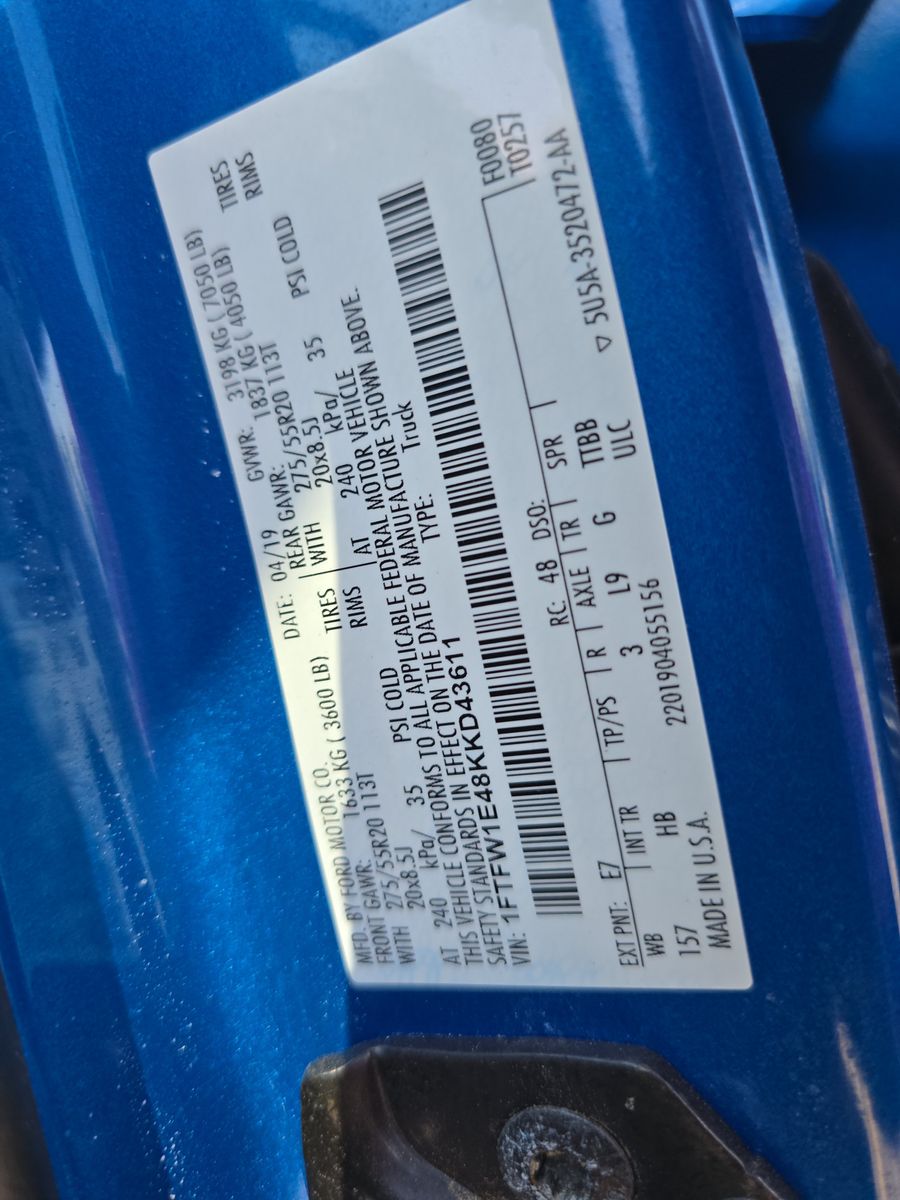 MFD. BY FORD MOTOR CO.
DATE: 04/19 GVWR: 3198 KG ( 7050 LB)
FRONT GAWR: 1633 KG ( 3600 LB) REAR GAWR: 1837 KG ( 4050 LB)
275/55R20 113T TIRES 275/55R20 113T TIRES
WITH 20x8.5J RIMS WITH 20x8.5J RIMS
AT 240 kPa/ 35 PSI COLD AT 240 kPa/ 35 PSI COLD
THIS VEHICLE CONFORMS TO ALL APPLICABLE FEDERAL MOTOR VEHICLE
SAFETY STANDARDS IN EFFECT ON THE DATE OF MANUFACTURE SHOWN ABOVE.
VIN: 1FTFW1E48KKD43611 TYPE: Truck
F0080
T0257
EXT PNT: E7 RC: 48 DSO:
WB INT TR TP/PS R AXLE TR SPR
157 HB 3 L9 G TTBB
2201904055156 ULC
MADE IN U.S.A. ▽ 5U5A-3520472-AA